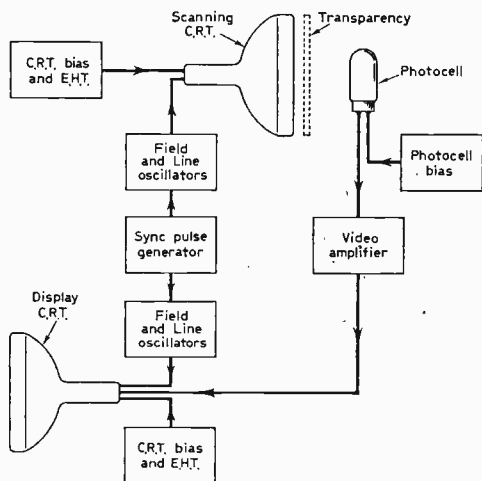 Scanning
C.R.T.
Transparency
C.R.T. bias
and E.H.T.
Photocell
Field
and Line
oscillators
Photocell
bias
Sync pulse
generator
Video
amplifier
Display
C.R.T.
Field
and Line
oscillators
C.R.T. bias
and E.H.T.